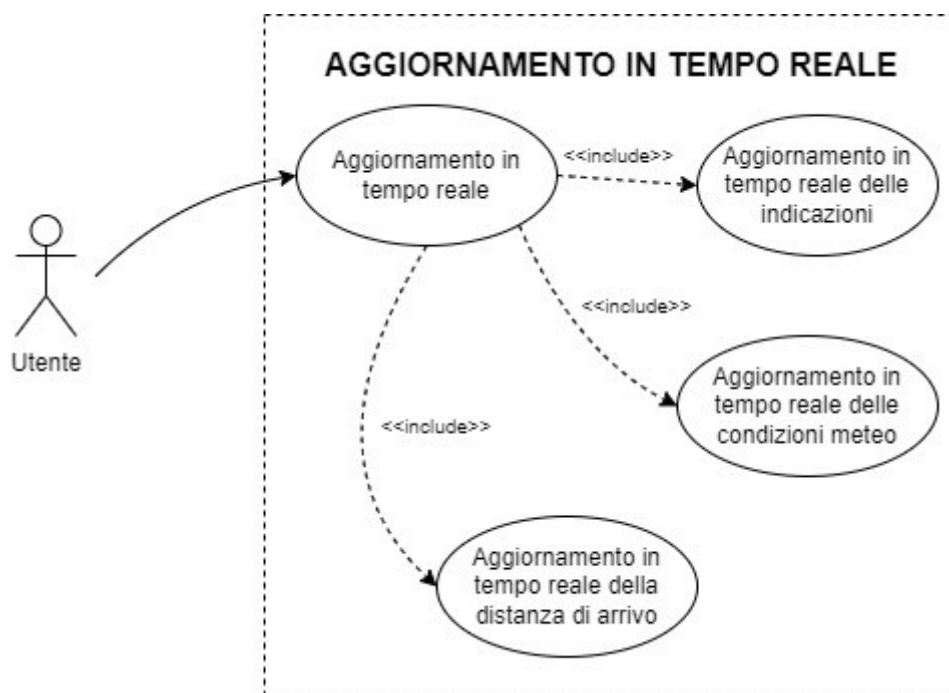 AGGIORNAMENTO IN TEMPO REALE
Aggiornamento in
tempo reale
<<include>>
Aggiornamento in
tempo reale delle
indicazioni
Utente
<<include>>
Aggiornamento in
tempo reale delle
condizioni meteo
<<include>>
Aggiornamento in
tempo reale della
distanza di arrivo